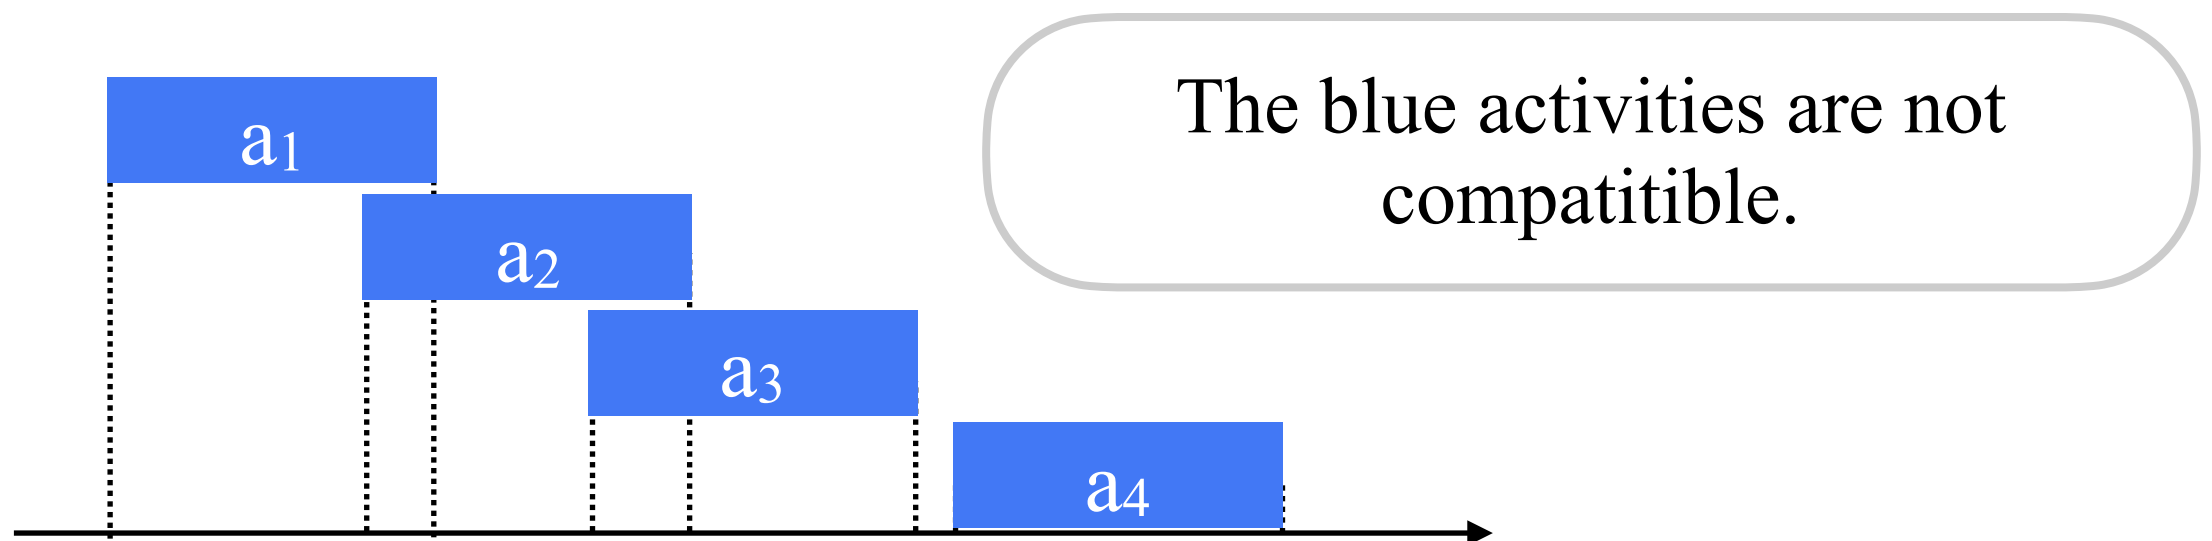 The blue activities are not
compatitible.
a1
a2
a3
a4